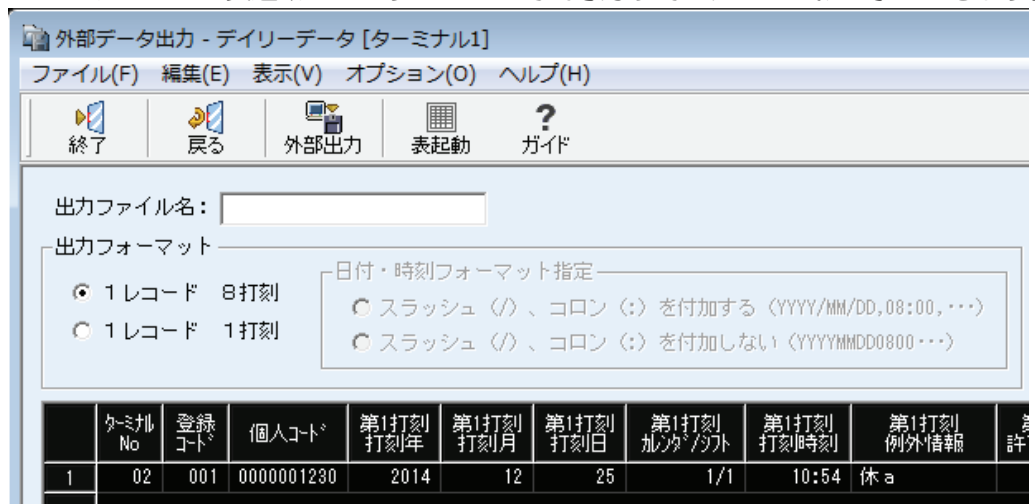 外部データ出力 - デイリーデータ [ターミナル1]
ファイル(F) 編集(E) 表示(V) オプション(O) ヘルプ(H)
終了 戻る 外部出力 表起動 ガイド
出力ファイル名：
出力フォーマット
日付・時刻フォーマット指定
１レコード ８打刻
スラッシュ（/）、コロン（:）を付加する（YYYY/MM/DD,08:00,･･･）
１レコード １打刻
スラッシュ（/）、コロン（:）を付加しない（YYYYMMDD0800･･･）
ﾀｰﾐﾅﾙ 登録 個人ｺｰﾄﾞ 第1打刻 第1打刻 第1打刻 第1打刻 第1打刻 第1打刻
No ｺｰﾄﾞ 打刻年 打刻月 打刻日 ｶﾚﾝﾀﾞ/ｼﾌﾄ 打刻時刻 例外情報 許
1 02 001 0000001230 2014 12 25 1/1 10:54 休a